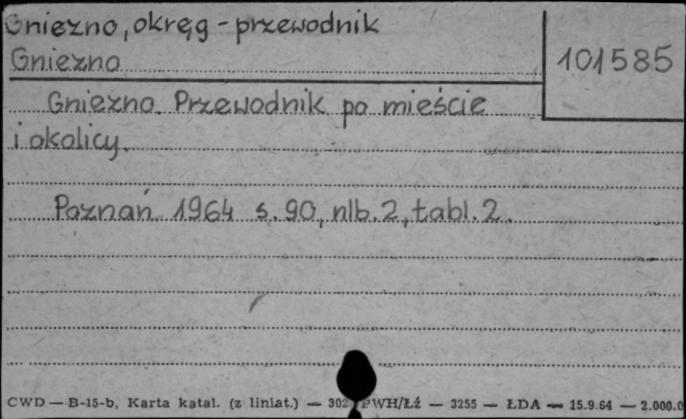 Gniezno, okręg - przewodnik
Gniezno
101585
Gniezno. Przewodnik po mieście
i okolicy.
Poznań 1964 s. 90, nlb. 2, tabl. 2.
CWD — B-15-b, Karta katal. (z liniat.) — 302 PWH/Łź — 3255 — ŁDA — 15.9.64 — 2.000.0